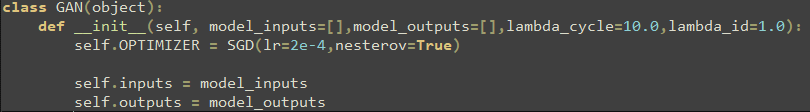 class GAN(object):
    def __init__(self, model_inputs=[],model_outputs=[],lambda_cycle=10.0,lambda_id=1.0):
        self.OPTIMIZER = SGD(lr=2e-4,nesterov=True)
        self.inputs = model_inputs
        self.outputs = model_outputs